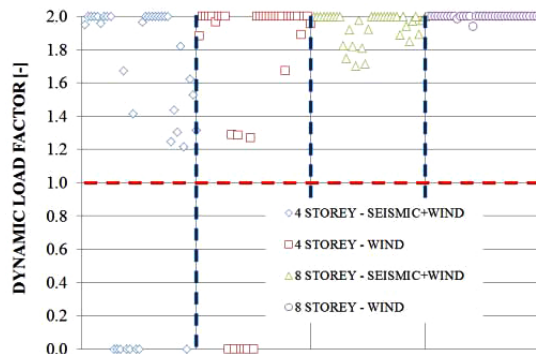 DYNAMIC LOAD FACTOR [-]
2.0
1.8
1.6
1.4
1.2
1.0
0.8
0.6
0.4
0.2
0.0
4 STOREY - SEISMIC+WIND
4 STOREY - WIND
8 STOREY - SEISMIC+WIND
8 STOREY - WIND